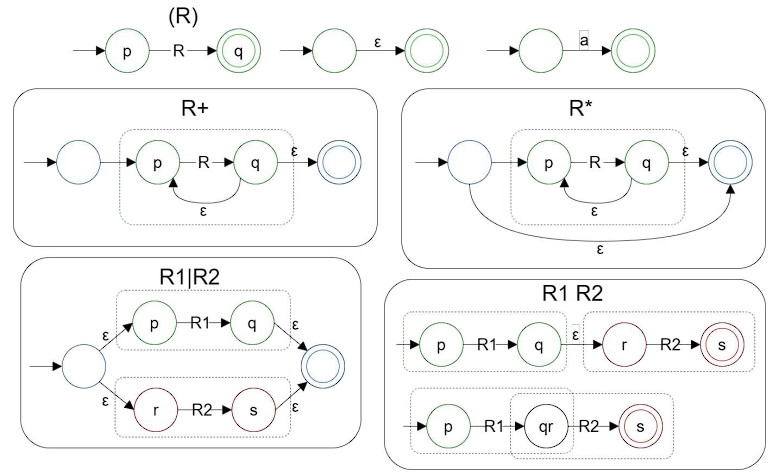 (R)
p R q ε a
R+
p R q ε
ε
R*
p R q ε
ε
ε
R1|R2
ε p R1 q ε
ε r R2 s ε
R1 R2
p R1 q ε r R2 s
p R1 qr R2 s